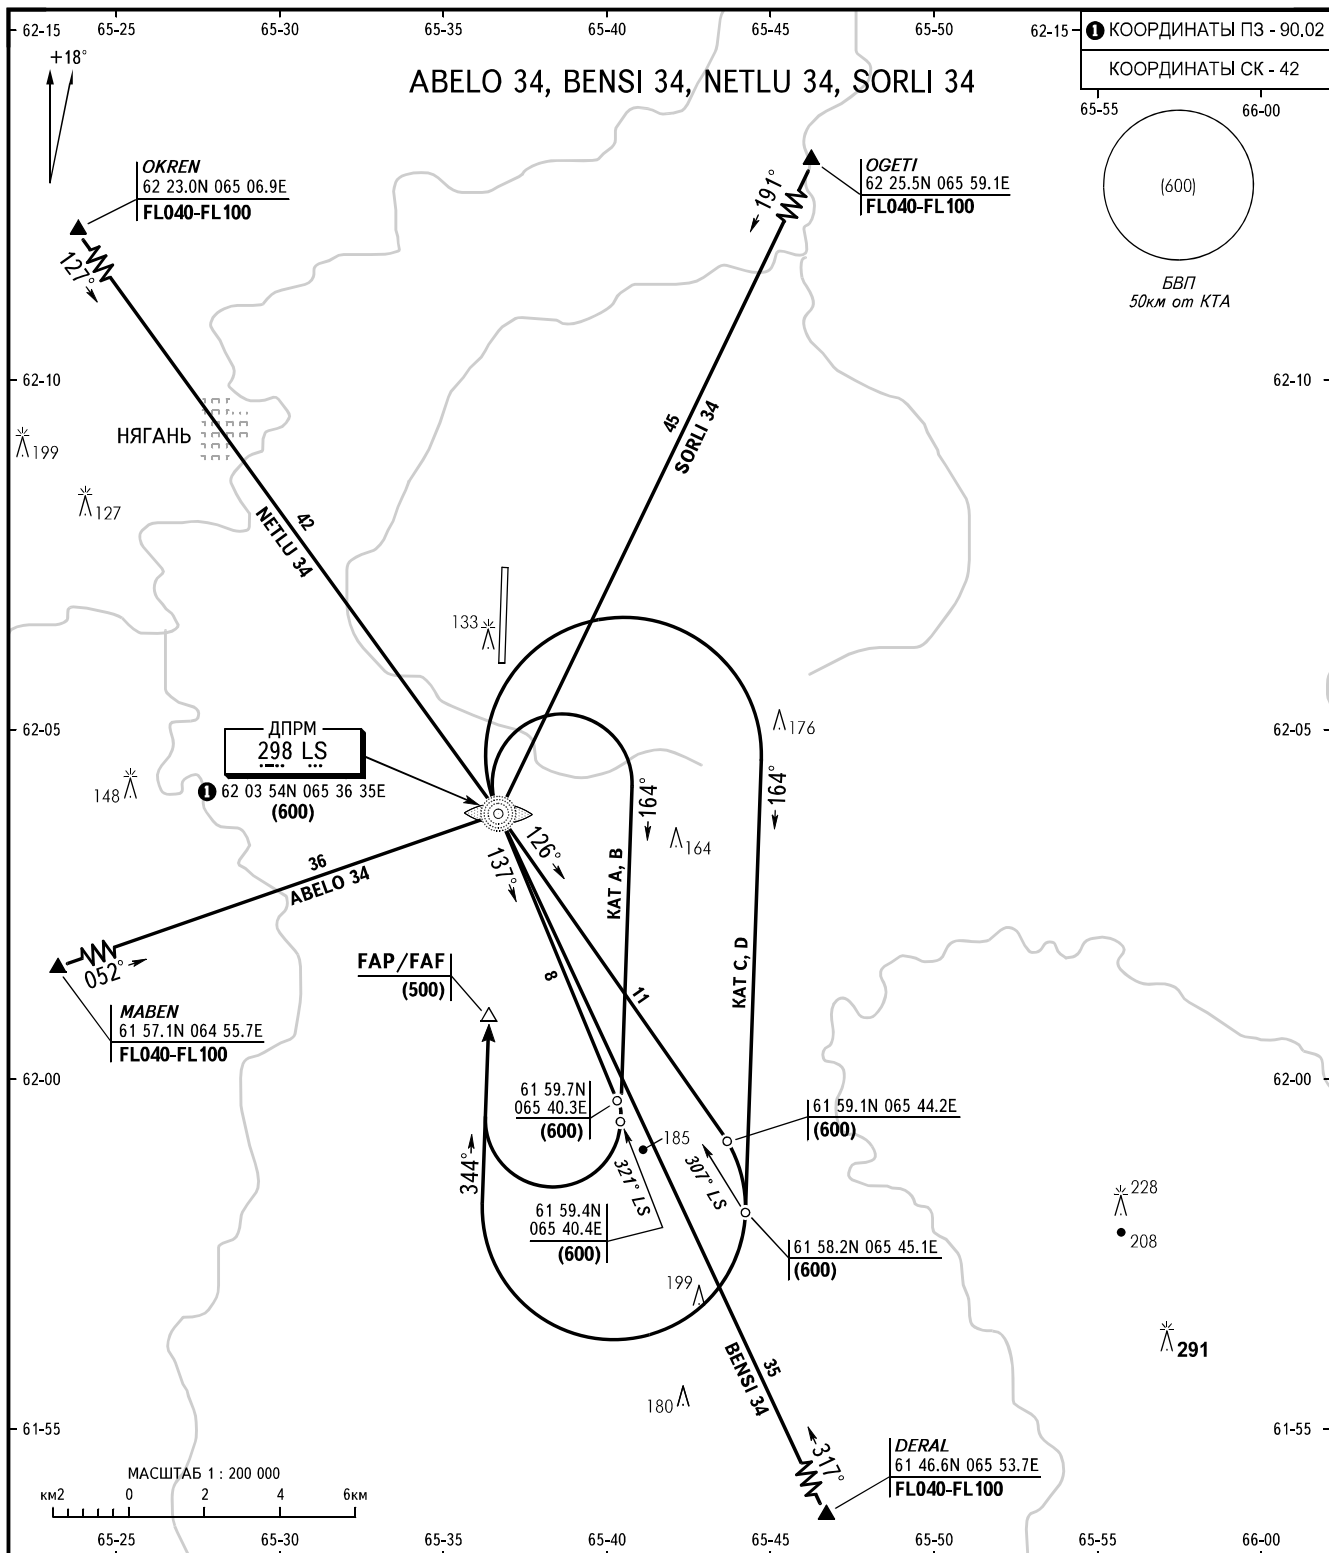 62-15
65-25
65-30
65-35
65-40
65-45
65-50
62-15
❶ КООРДИНАТЫ ПЗ - 90,02
КООРДИНАТЫ СК - 42
65-55
66-00
+18°
ABELO 34, BENSI 34, NETLU 34, SORLI 34
(600)
БВП
50км от КТА
OKREN
62 23.0N 065 06.9E
FL040-FL100
127°
OGETI
62 25.5N 065 59.1E
FL040-FL100
191°
62-10
62-10
НЯГАНЬ
199
127
45
SORLI 34
42
NETLU 34
133
62-05
62-05
176
ДПРМ
298 LS
❶ 62 03 54N 065 36 35E
(600)
148
164°
164°
164
126°
137°
36
ABELO 34
052°
MABEN
61 57.1N 064 55.7E
FL040-FL100
КАТ A, B
КАТ C, D
FAP/FAF
(500)
8
11
62-00
62-00
61 59.7N
065 40.3E
(600)
61 59.1N 065 44.2E
(600)
185
344°
321° LS
307° LS
61 59.4N
065 40.4E
(600)
61 58.2N 065 45.1E
(600)
228
208
199
291
35
BENSI 34
180
61-55
61-55
317°
DERAL
61 46.6N 065 53.7E
FL040-FL100
МАСШТАБ 1 : 200 000
км2
0
2
4
6км
65-25
65-30
65-35
65-40
65-45
65-50
65-55
66-00